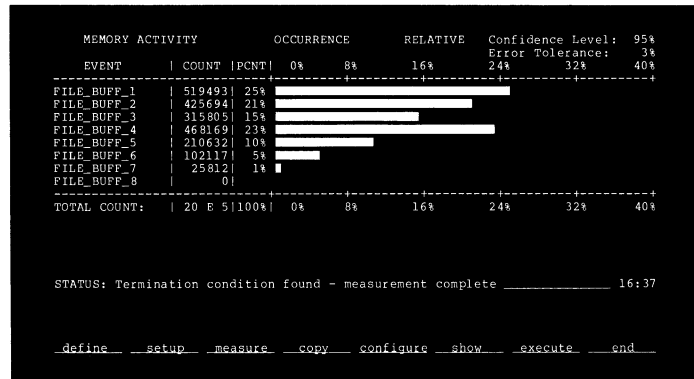 MEMORY ACTIVITY OCCURRENCE RELATIVE Confidence Level: 95%
Error Tolerance: 3%
EVENT | COUNT |PCNT| 0% 8% 16% 24% 32% 40%
FILE_BUFF_1 | 519493| 25%
FILE_BUFF_2 | 425694| 21%
FILE_BUFF_3 | 315805| 15%
FILE_BUFF_4 | 468169| 23%
FILE_BUFF_5 | 210632| 10%
FILE_BUFF_6 | 102117| 5%
FILE_BUFF_7 | 25812| 1%
FILE_BUFF_8 | 0|
TOTAL COUNT: | 20 E 5|100%| 0% 8% 16% 24% 32% 40%
STATUS: Termination condition found - measurement complete 16:37
define setup measure copy configure show execute end